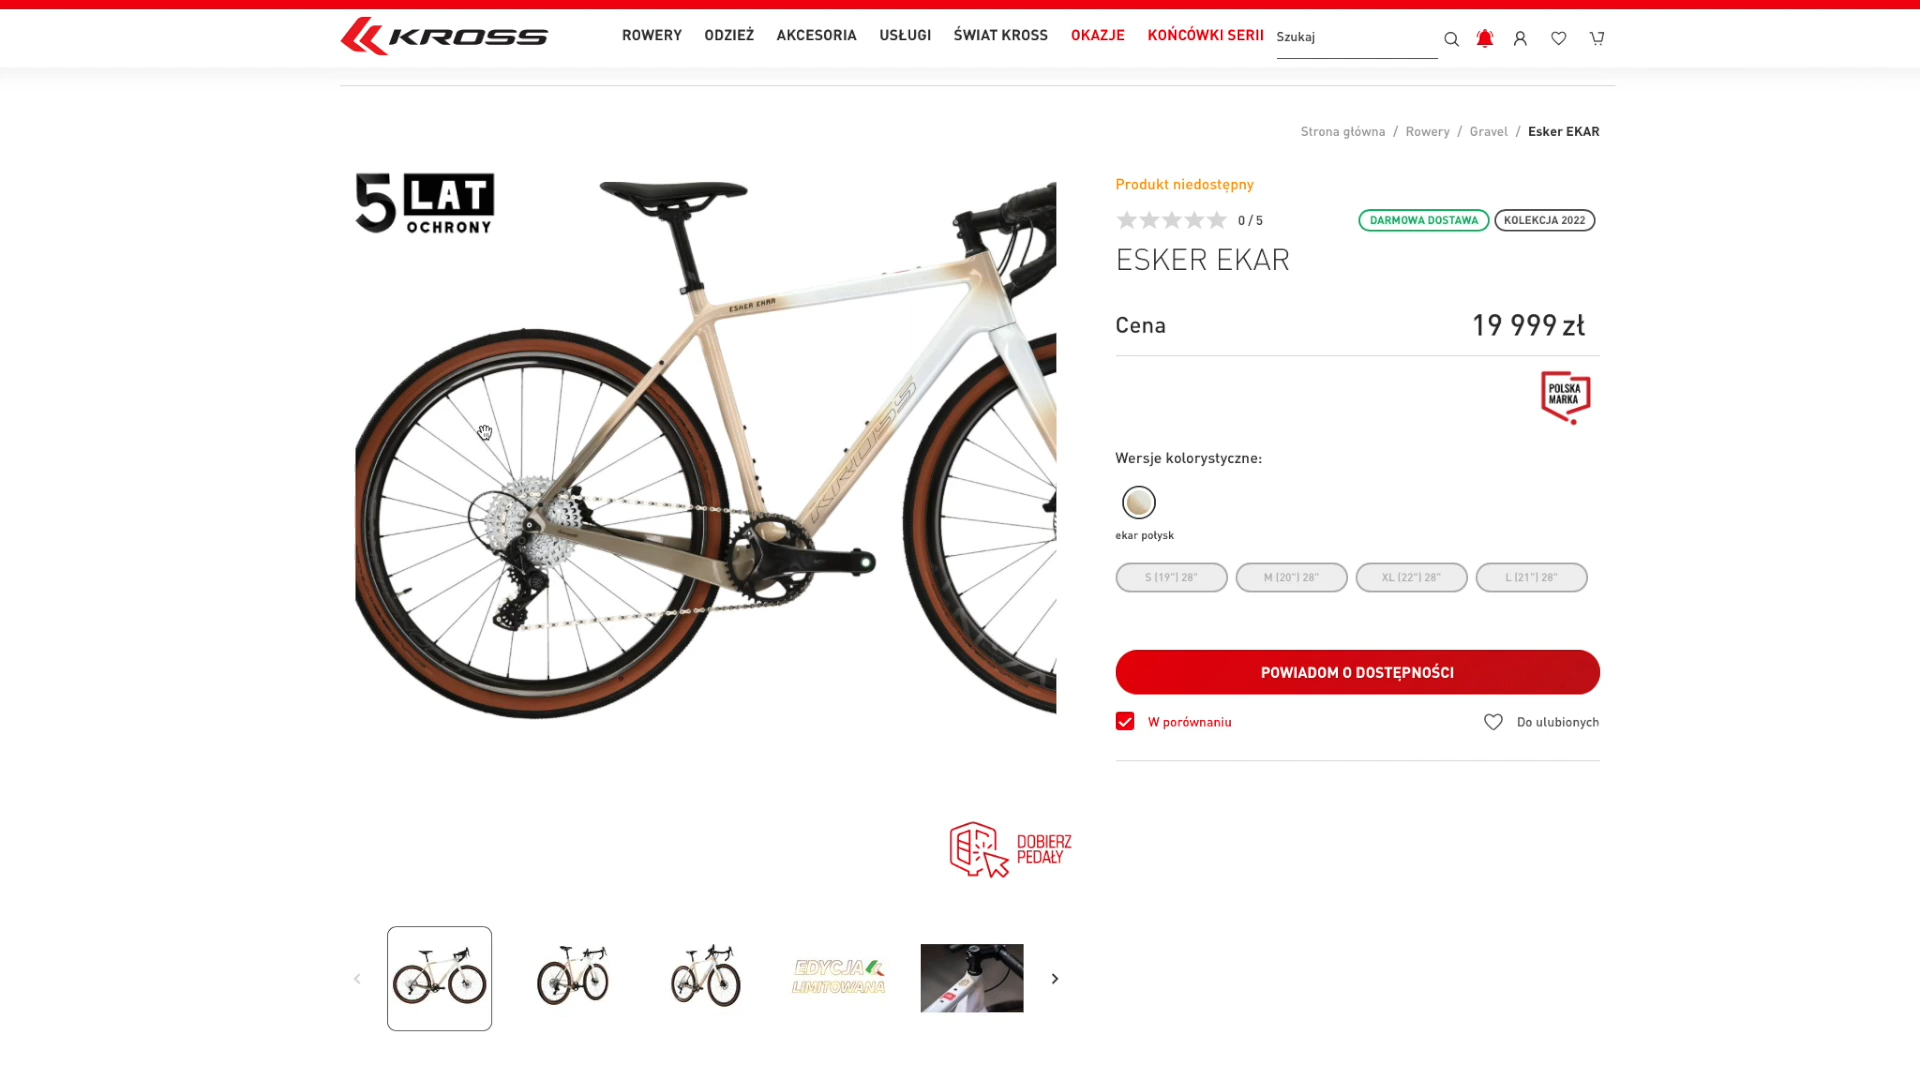 KROSS
ROWERY
ODZIEŻ
AKCESORIA
USŁUGI
ŚWIAT KROSS
OKAZJE
KOŃCÓWKI SERII
Szukaj
Strona główna / Rowery / Gravel / Esker EKAR
5 LAT
OCHRONY
Produkt niedostępny
0 / 5
DARMOWA DOSTAWA
KOLEKCJA 2022
ESKER EKAR
Cena
19 999 zł
POLSKA
MARKA
ESKER EKAR
KROSS
Wersje kolorystyczne:
ekar połysk
S (19") 28"
M (20") 28"
XL (22") 28"
L (21") 28"
POWIADOM O DOSTĘPNOŚCI
W porównaniu
Do ulubionych
DOBIERZ
PEDAŁY
EDYCJA
LIMITOWANA